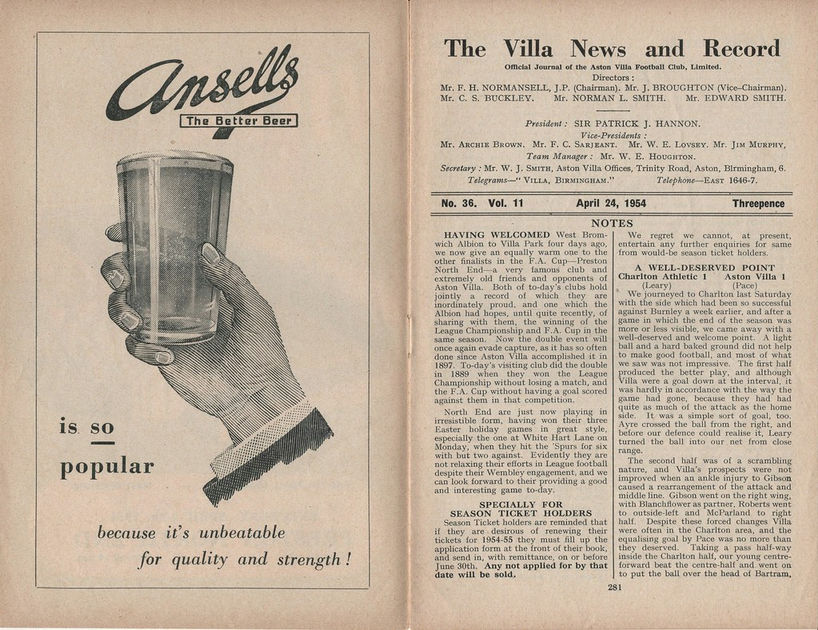 Ansells
The Better Beer
is so
popular
because it's unbeatable
for quality and strength!
The Villa News and Record
Official Journal of the Aston Villa Football Club, Limited.
Directors:
Mr. F. H. NORMANSELL, J.P. (Chairman). Mr. J. BROUGHTON (Vice-Chairman).
Mr. C. S. BUCKLEY. Mr. NORMAN L. SMITH. Mr. EDWARD SMITH.
President: SIR PATRICK J. HANNON.
Vice-Presidents:
Mr. ARCHIE BROWN. Mr. F. C. SARJEANT. Mr. W. E. LOVSEY. Mr. JIM MURPHY,
Team Manager: Mr. W. E. HOUGHTON.
Secretary: Mr. W. J. SMITH, Aston Villa Offices, Trinity Road, Aston, Birmingham, 6.
Telegrams—"VILLA, BIRMINGHAM." Telephone—EAST 1646-7.
No. 36. Vol. 11 April 24, 1954 Threepence
NOTES
HAVING WELCOMED West Brom-
wich Albion to Villa Park four days ago,
we now give an equally warm one to the
other finalists in the F.A. Cup—Preston
North End—a very famous club and
extremely old friends and opponents of
Aston Villa. Both of to-day's clubs hold
jointly a record of which they are
inordinately proud, and one which the
Albion had hopes, until quite recently, of
sharing with them, the winning of the
League Championship and F.A. Cup in the
same season. Now the double event will
once again evade capture, as it has so often
done since Aston Villa accomplished it in
1897. To-day's visiting club did the double
in 1889 when they won the League
Championship without losing a match, and
the F.A. Cup without having a goal scored
against them in that competition.
North End are just now playing in
irresistible form, having won their three
Easter holiday games in great style,
especially the one at White Hart Lane on
Monday, when they hit the 'Spurs for six
with but two against. Evidently they are
not relaxing their efforts in League football
despite their Wembley engagement, and we
can look forward to their providing a good
and interesting game to-day.
SPECIALLY FOR
SEASON TICKET HOLDERS
Season Ticket holders are reminded that
if they are desirous of renewing their
tickets for 1954-55 they must fill up the
application form at the front of their book,
and send in, with remittance, on or before
June 30th. Any not applied for by that
date will be sold.
We regret we cannot, at present,
entertain any further enquiries for same
from would-be season ticket holders.
A WELL-DESERVED POINT
Charlton Athletic 1 Aston Villa 1
(Leary) (Pace)
We journeyed to Charlton last Saturday
with the side which had been so successful
against Burnley a week earlier, and after a
game in which the end of the season was
more or less visible, we came away with a
well-deserved and welcome point. A light
ball and a hard baked ground did not help
to make good football, and most of what
we saw was not impressive. The first half
produced the better play, and although
Villa were a goal down at the interval, it
was hardly in accordance with the way the
game had gone, because they had had
quite as much of the attack as the home
side. It was a simple sort of goal, too.
Ayre crossed the ball from the right, and
before our defence could realise it, Leary
turned the ball into our net from close
range.
The second half was of a scrambling
nature, and Villa's prospects were not
improved when an ankle injury to Gibson
caused a rearrangement of the attack and
middle line. Gibson went on the right wing,
with Blanchflower as partner, Roberts went
to outside-left and McParland to right
half. Despite these forced changes Villa
were often in the Charlton area, and the
equalising goal by Pace was no more than
they deserved. Taking a pass half-way
inside the Charlton half, our young centre-
forward beat the centre-half and went on
to put the ball over the head of Bartram,
281